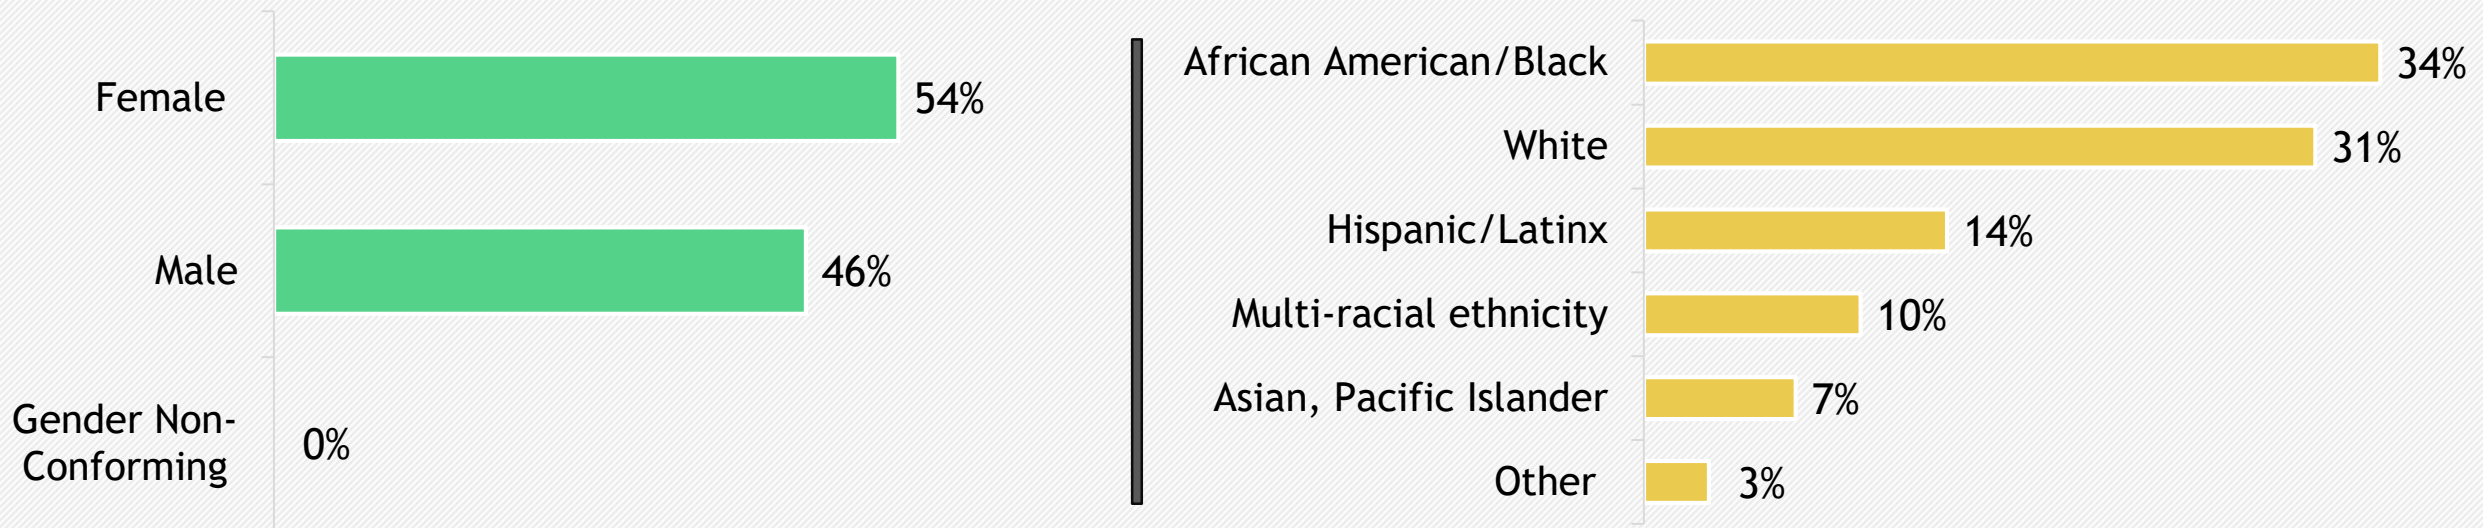 Female 54%
Male 46%
Gender Non-
Conforming 0%
African American/Black 34%
White 31%
Hispanic/Latinx 14%
Multi-racial ethnicity 10%
Asian, Pacific Islander 7%
Other 3%